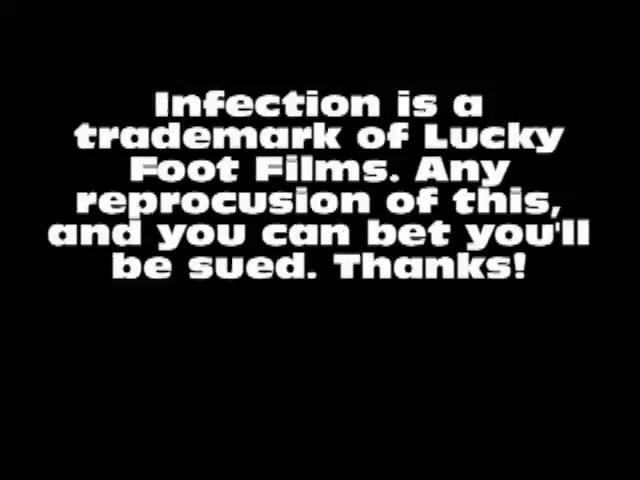 Infection is a
trademark of Lucky
Foot Films. Any
reprocusion of this,
and you can bet you'll
be sued. Thanks!